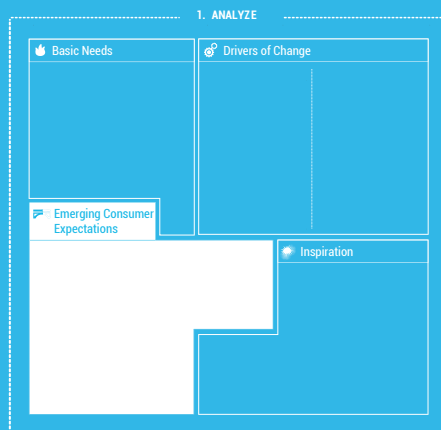 1. ANALYZE
Basic Needs
Drivers of Change
Emerging Consumer
Expectations
Inspiration